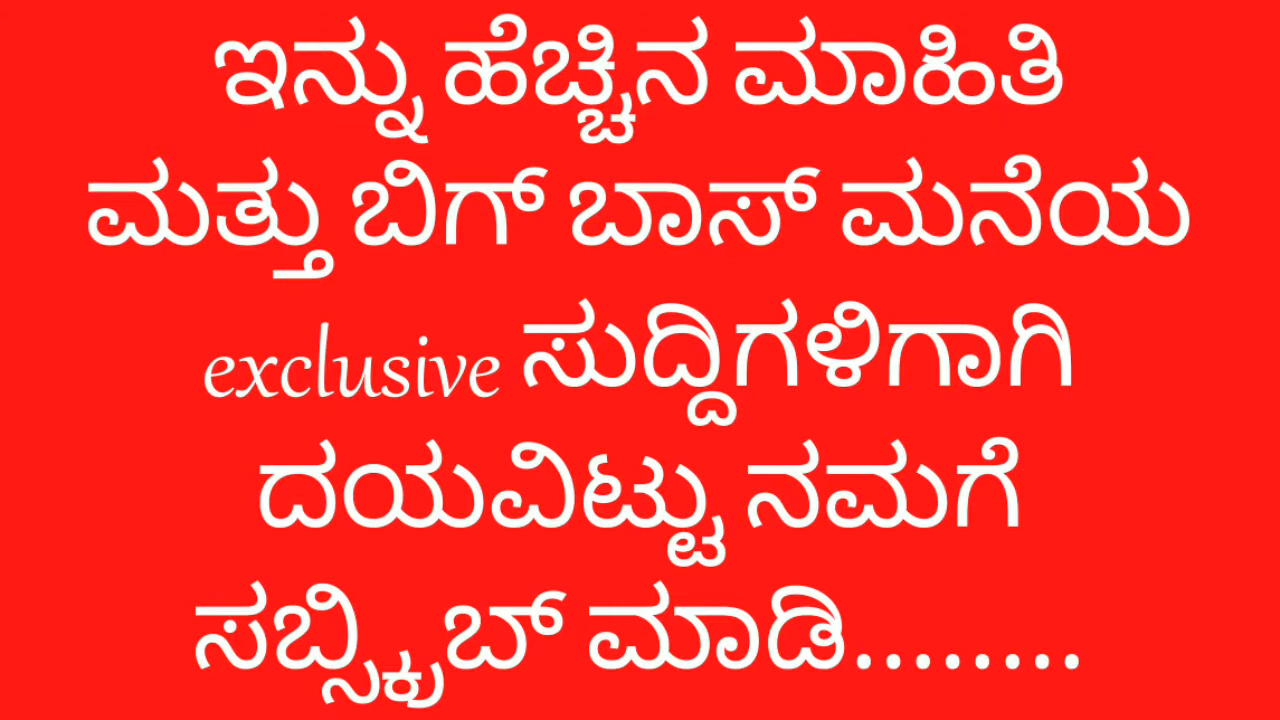 ಇನ್ನು ಹೆಚ್ಚಿನ ಮಾಹಿತಿ
ಮತ್ತು ಬಿಗ್ ಬಾಸ್ ಮನೆಯ
exclusive ಸುದ್ದಿಗಳಿಗಾಗಿ
ದಯವಿಟ್ಟು ನಮಗೆ
ಸಬ್ಸ್ಕ್ರಿಬ್ ಮಾಡಿ........